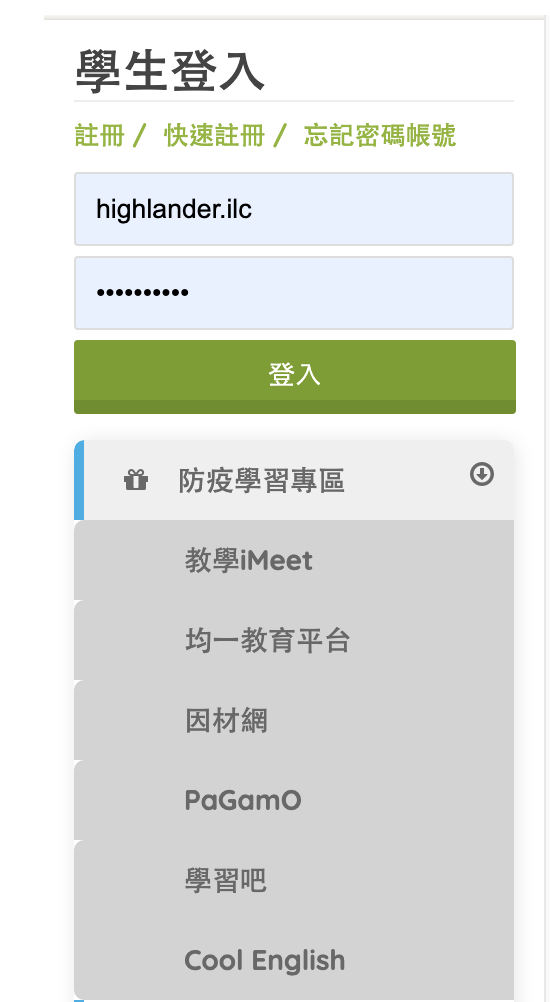 學生登入
註冊 / 快速註冊 / 忘記密碼帳號
highlander.ilc
••••••••••
登入
防疫學習專區
教學iMeet
均一教育平台
因材網
PaGamO
學習吧
Cool English